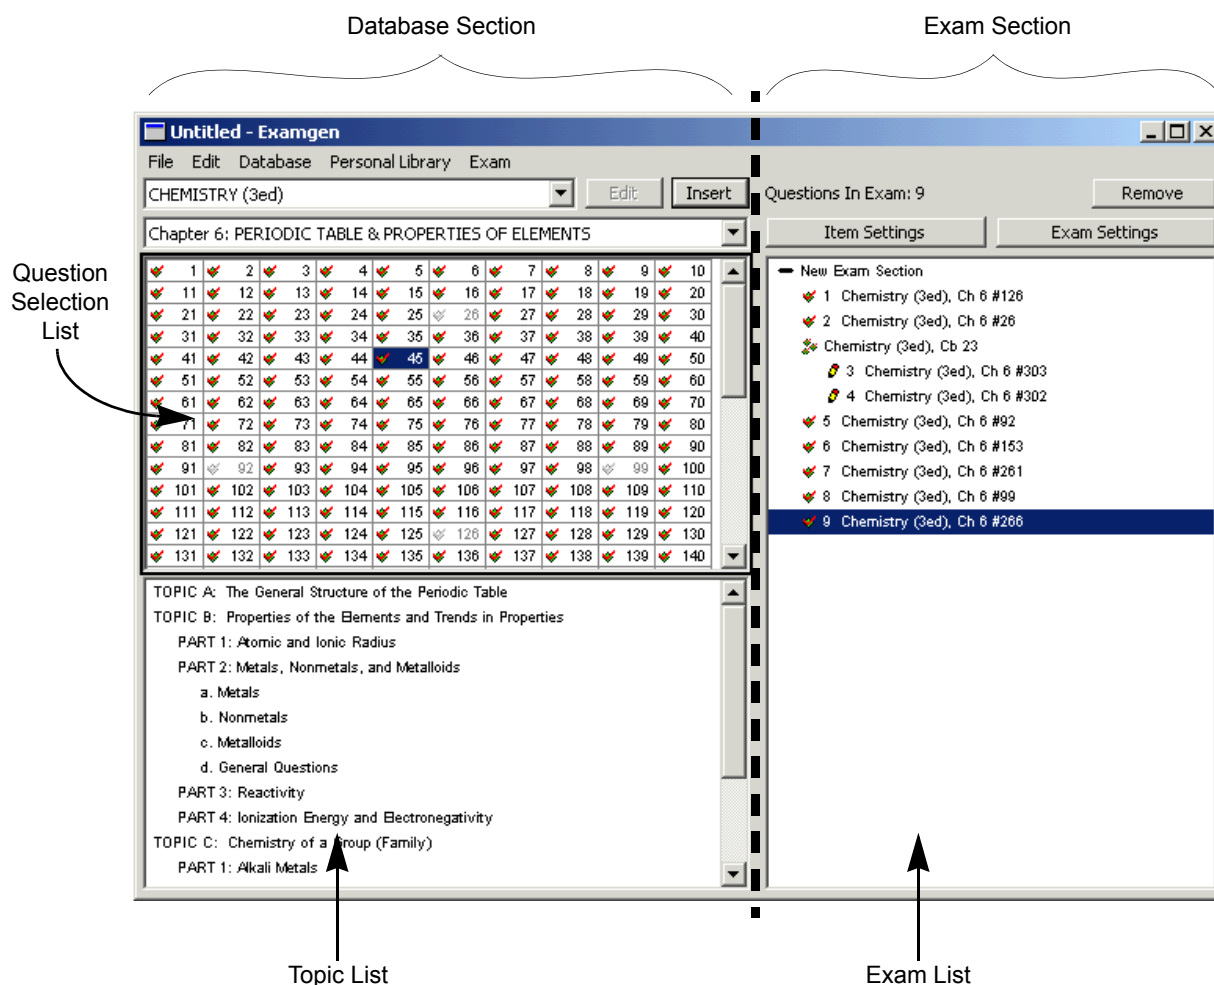 Database Section
Exam Section
Untitled - Examgen
File Edit Database Personal Library Exam
CHEMISTRY (3ed)
Edit
Insert
Questions In Exam: 9
Remove
Chapter 6: PERIODIC TABLE & PROPERTIES OF ELEMENTS
Item Settings
Exam Settings
Question
Selection
List
1 2 3 4 5 6 7 8 9 10
11 12 13 14 15 16 17 18 19 20
21 22 23 24 25 26 27 28 29 30
31 32 33 34 35 36 37 38 39 40
41 42 43 44 45 46 47 48 49 50
51 52 53 54 55 56 57 58 59 60
61 62 63 64 65 66 67 68 69 70
71 72 73 74 75 76 77 78 79 80
81 82 83 84 85 86 87 88 89 90
91 92 93 94 95 96 97 98 99 100
101 102 103 104 105 106 107 108 109 110
111 112 113 114 115 116 117 118 119 120
121 122 123 124 125 126 127 128 129 130
131 132 133 134 135 136 137 138 139 140
TOPIC A: The General Structure of the Periodic Table
TOPIC B: Properties of the Elements and Trends in Properties
PART 1: Atomic and Ionic Radius
PART 2: Metals, Nonmetals, and Metalloids
a. Metals
b. Nonmetals
c. Metalloids
d. General Questions
PART 3: Reactivity
PART 4: Ionization Energy and Electronegativity
TOPIC C: Chemistry of a Group (Family)
PART 1: Alkali Metals
New Exam Section
1 Chemistry (3ed), Ch 6 #126
2 Chemistry (3ed), Ch 6 #26
Chemistry (3ed), Cb 23
3 Chemistry (3ed), Ch 6 #303
4 Chemistry (3ed), Ch 6 #302
5 Chemistry (3ed), Ch 6 #92
6 Chemistry (3ed), Ch 6 #153
7 Chemistry (3ed), Ch 6 #261
8 Chemistry (3ed), Ch 6 #99
9 Chemistry (3ed), Ch 6 #266
Topic List
Exam List